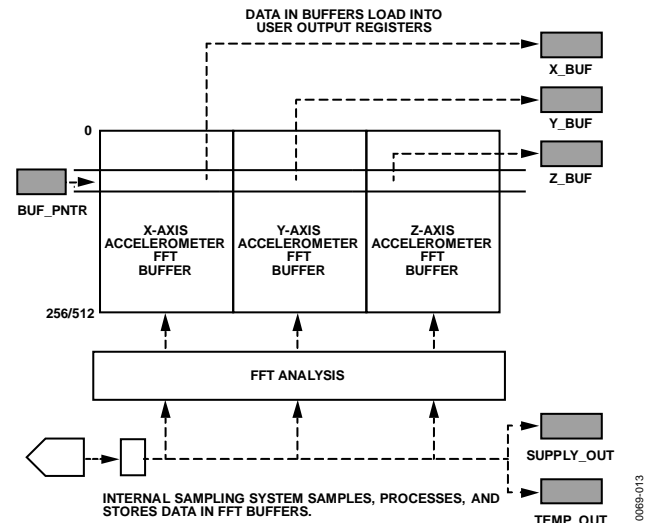 DATA IN BUFFERS LOAD INTO
USER OUTPUT REGISTERS
X_BUF
Y_BUF
0
Z_BUF
BUF_PNTR
X-AXIS
ACCELEROMETER
FFT
BUFFER
Y-AXIS
ACCELEROMETER
FFT
BUFFER
Z-AXIS
ACCELEROMETER
FFT
BUFFER
256/512
FFT ANALYSIS
SUPPLY_OUT
INTERNAL SAMPLING SYSTEM SAMPLES, PROCESSES, AND
STORES DATA IN FFT BUFFERS.
TEMP_OUT
0069-013